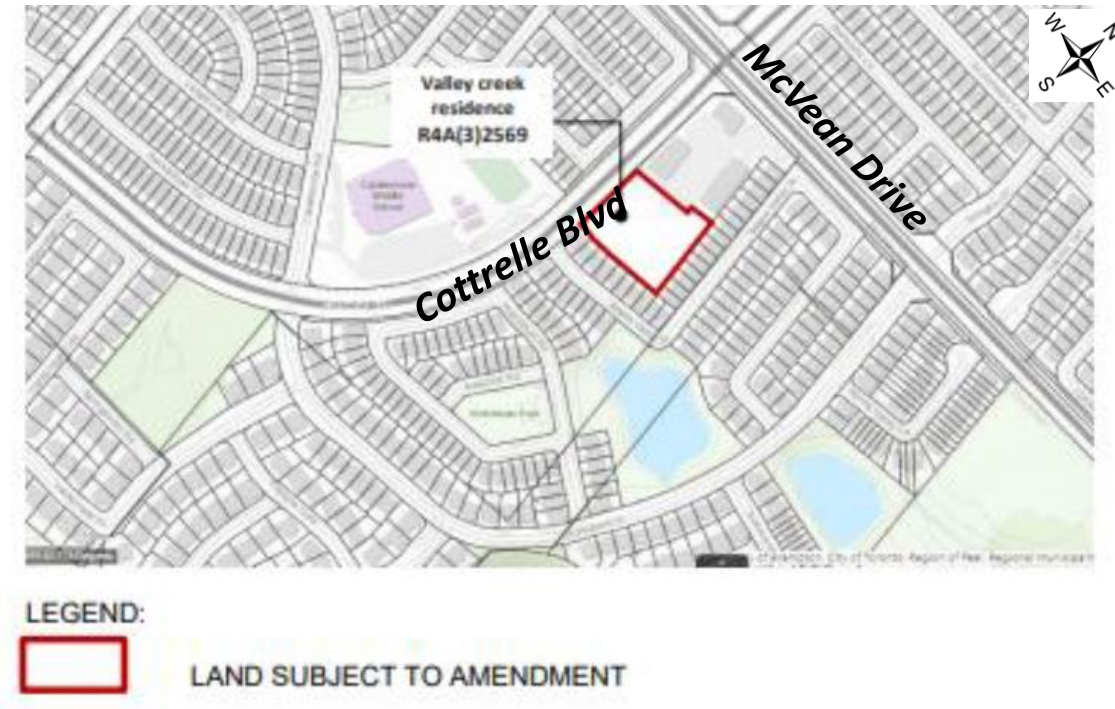 W
N
S
E
McVean Drive
Valley creek
residence
R4A(3)2569
Cottrelle Blvd
LEGEND:
LAND SUBJECT TO AMENDMENT